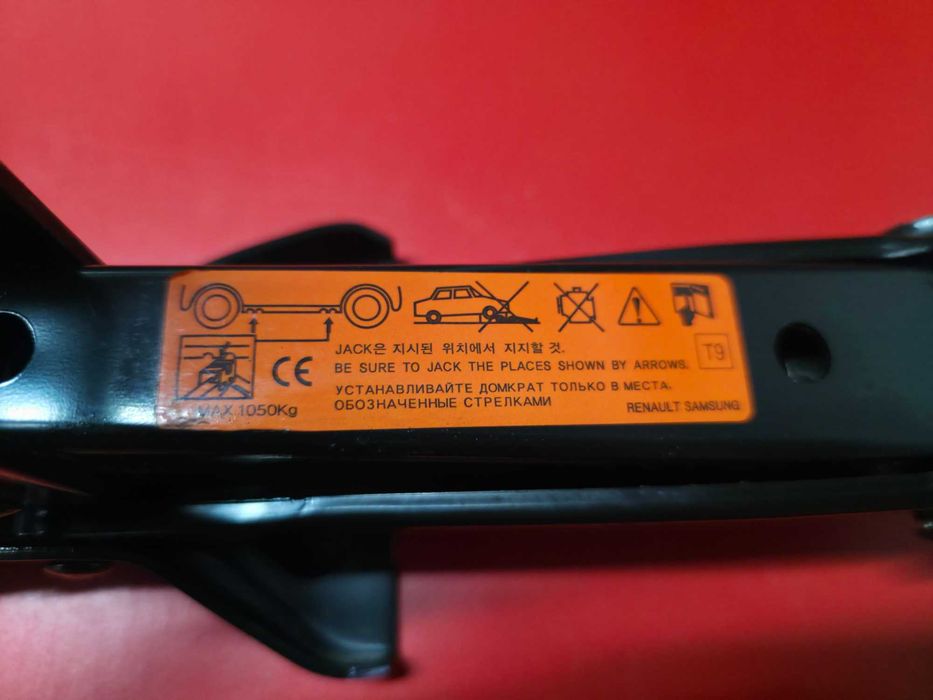 JACK은 지시된 위치에서 지지할 것.
BE SURE TO JACK THE PLACES SHOWN BY ARROWS.
T9
CE
УСТАНАВЛИВАЙТЕ ДОМКРАТ ТОЛЬКО В МЕСТА.
ОБОЗНАЧЕННЫЕ СТРЕЛКАМИ
MAX.1050Kg
RENAULT SAMSUNG